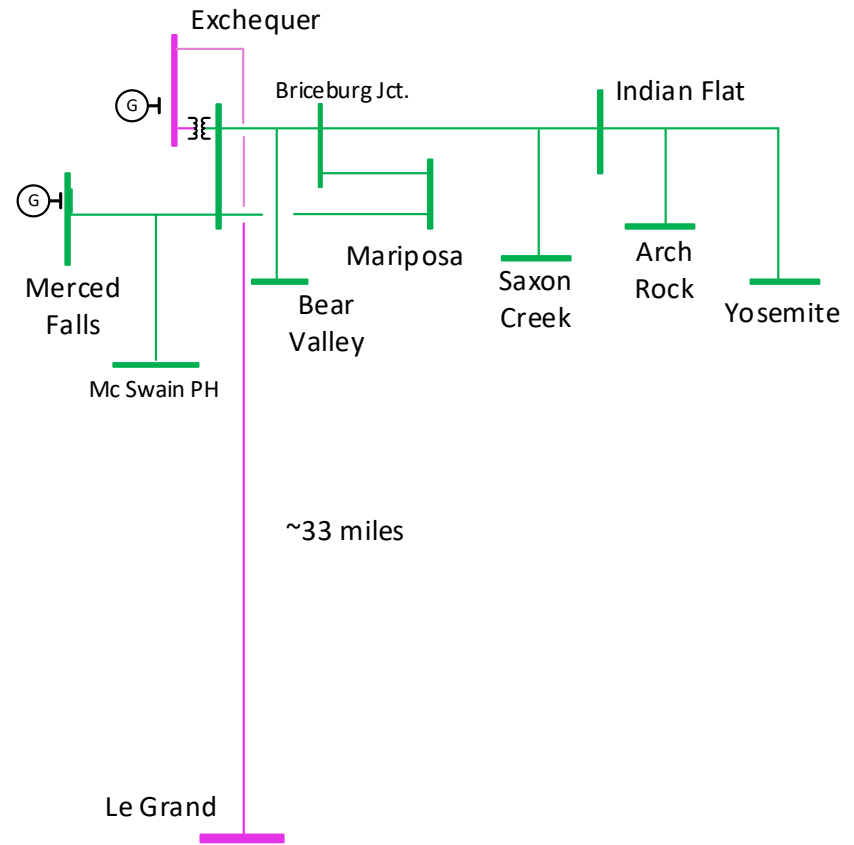 Exchequer
Briceburg Jct.
Indian Flat
G
G
Mariposa
Merced
Falls
Bear
Valley
Saxon
Creek
Arch
Rock
Yosemite
Mc Swain PH
~33 miles
Le Grand